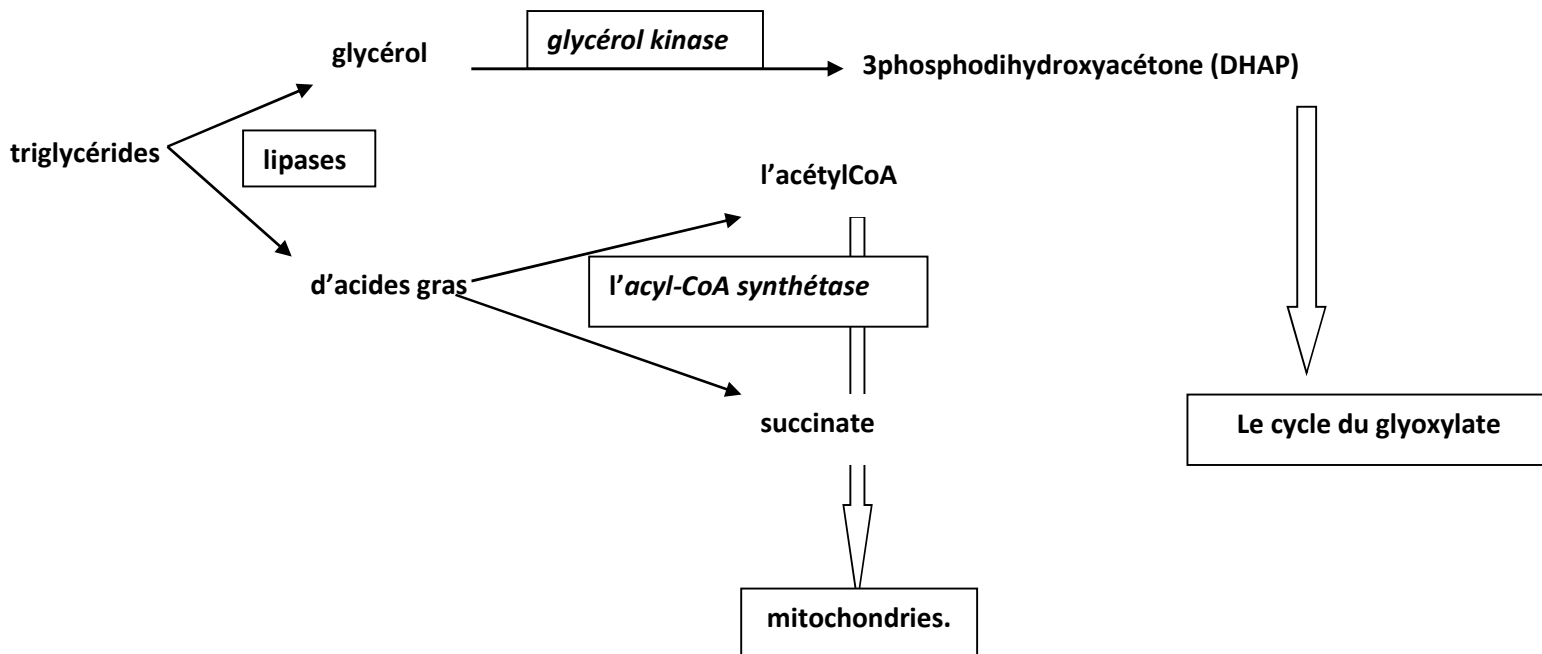 glycérol
glycérol kinase
3phosphodihydroxyacétone (DHAP)
triglycérides
lipases
l'acétylCoA
d'acides gras
l'acyl-CoA synthétase
succinate
Le cycle du glyoxylate
mitochondries.